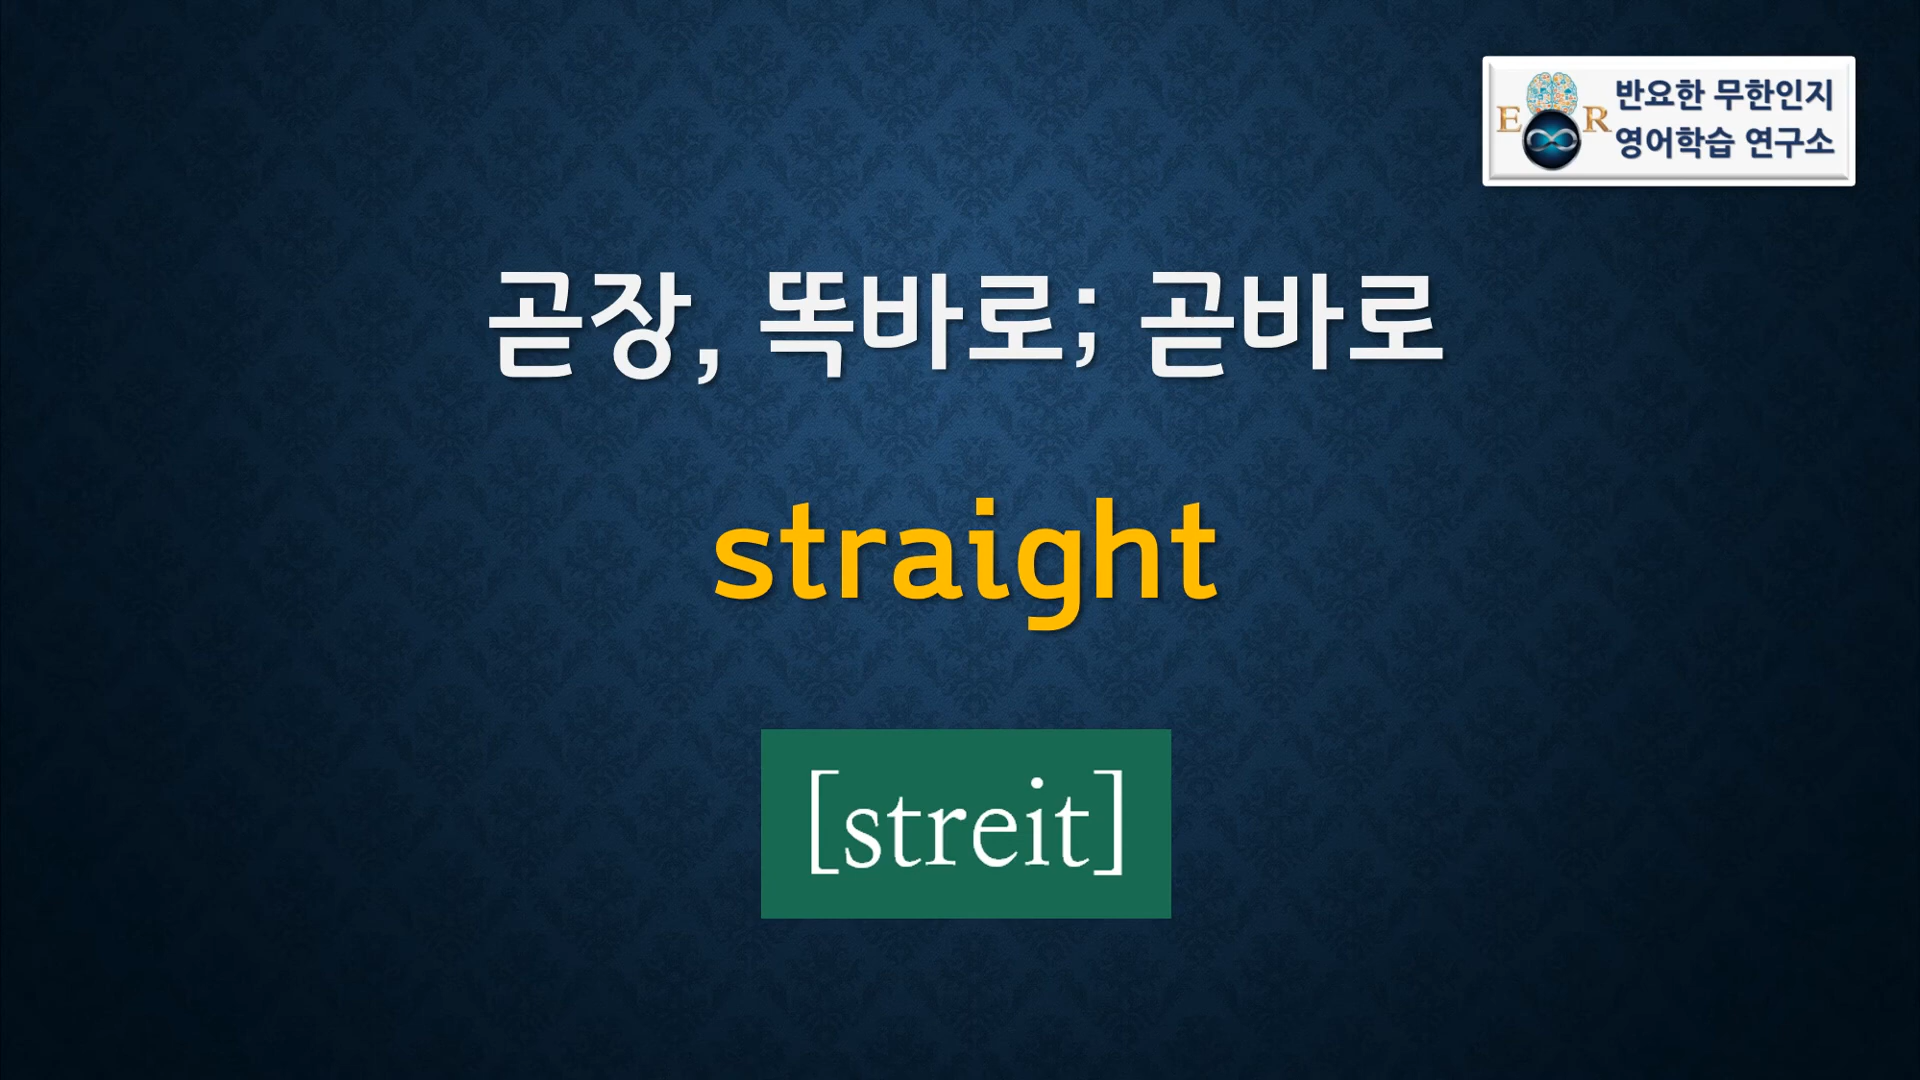 E R 반요한 무한인지
영어학습 연구소
곧장, 똑바로; 곧바로
straight
[streit]